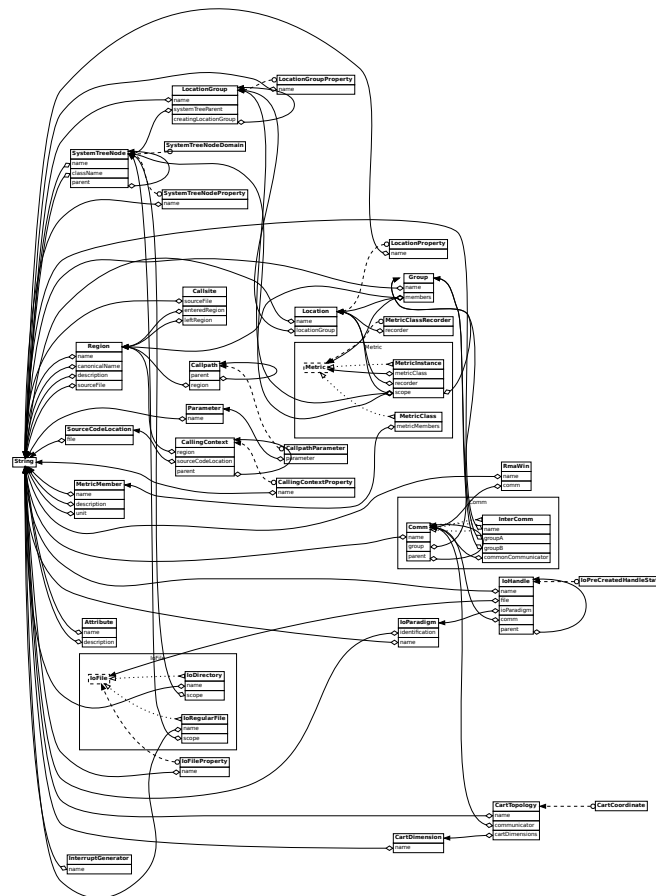 LocationGroup
name
systemTreeParent
creatingLocationGroup
LocationGroupProperty
name
SystemTreeNode
name
className
parent
SystemTreeNodeDomain
SystemTreeNodeProperty
name
LocationProperty
name
Group
name
members
Callsite
sourceFile
enteredRegion
leftRegion
Location
name
locationGroup
MetricClassRecorder
recorder
Region
name
canonicalName
description
sourceFile
Metric
Metric
MetricInstance
metricClass
recorder
scope
Callpath
parent
region
Parameter
name
MetricClass
metricMembers
SourceCodeLocation
file
CallingContext
region
sourceCodeLocation
parent
CallpathParameter
parameter
String
RmaWin
name
comm
MetricMember
name
description
unit
CallingContextProperty
name
Comm
Comm
name
group
parent
InterComm
name
groupA
groupB
commonCommunicator
IoHandle
name
file
ioParadigm
comm
parent
IoPreCreatedHandleStat
Attribute
name
description
IoParadigm
identification
name
IoFile
IoFile
IoDirectory
name
scope
IoRegularFile
name
scope
IoFileProperty
name
CartTopology
name
communicator
cartDimensions
CartCoordinate
CartDimension
name
InterruptGenerator
name